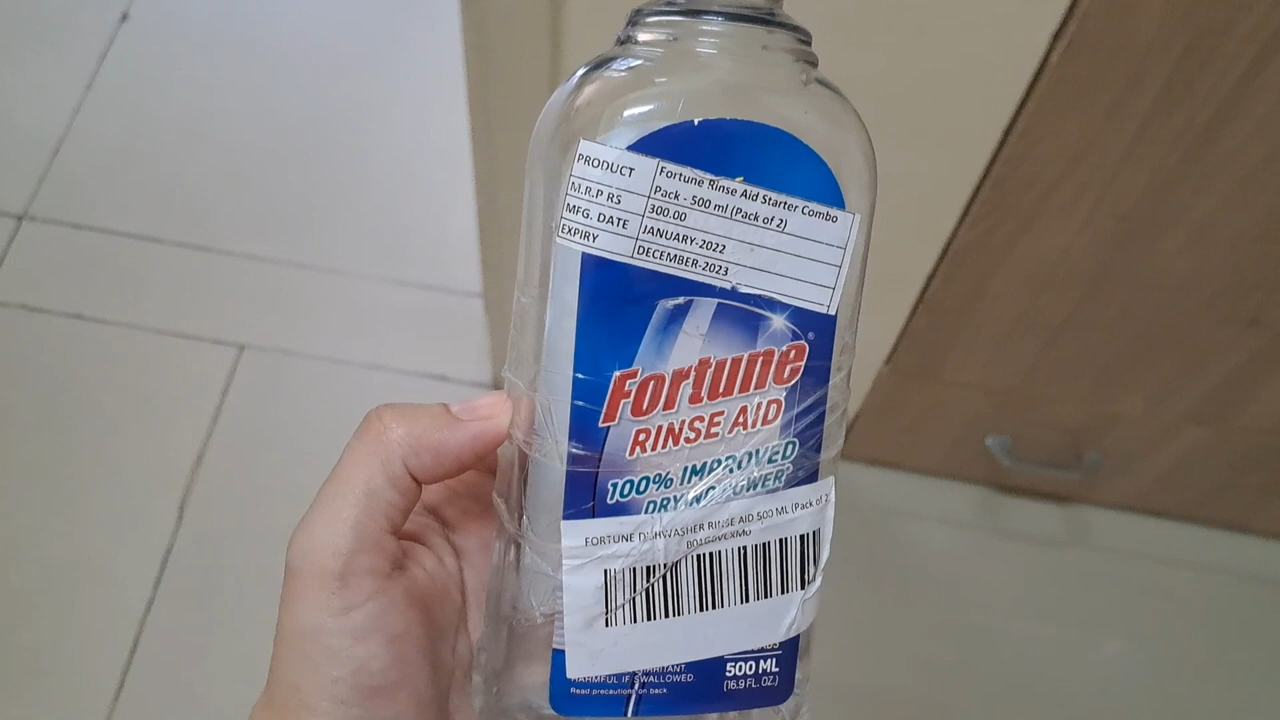 PRODUCT Fortune Rinse Aid Starter Combo
Pack - 500 ml (Pack of 2)
M.R.P RS 300.00
MFG. DATE JANUARY-2022
EXPIRY DECEMBER-2023
Fortune®
RINSE AID
100% IMPROVED
DRYING POWER
FORTUNE DISHWASHER RINSE AID 500 ML (Pack of 2
500 ML
(16.9 FL. OZ.)
HARMFUL IF SWALLOWED.
Read precautions on back.